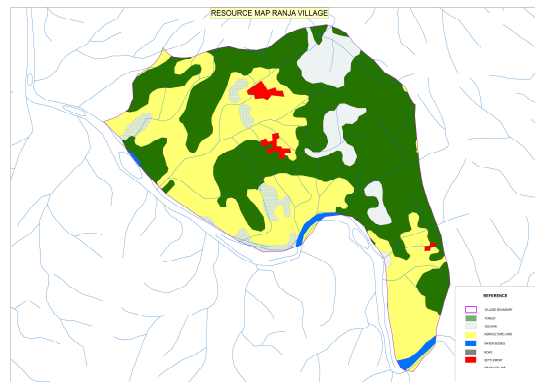 RESOURCE MAP RANJA VILLAGE
REFERENCE
VILLAGE BOUNDARY
FOREST
AGRICULTURE LAND
WATER BODIES
ROAD
SETTLEMENT